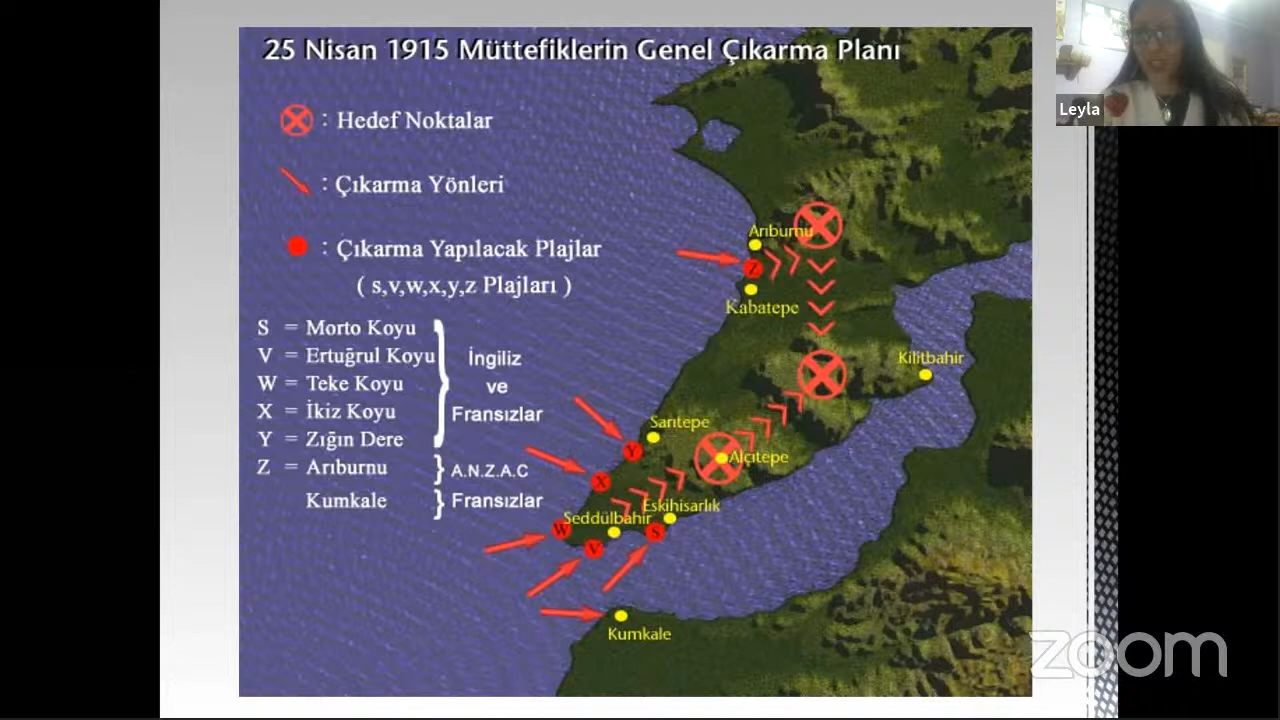 25 Nisan 1915 Müttefiklerin Genel Çıkarma Planı
Leyla
: Hedef Noktalar
: Çıkarma Yönleri
: Çıkarma Yapılacak Plajlar
( s,v,w,x,y,z Plajları )
S = Morto Koyu
V = Ertuğrul Koyu
W = Teke Koyu
X = İkiz Koyu
Y = Zığın Dere
İngiliz
ve
Fransızlar
Z = Arıburnu } A.N.Z.A.C
Kumkale } Fransızlar
Arıburnu
Z
Kabatepe
Kilitbahir
Sarıtepe
Y
Alçıtepe
X
Eskihisarlık
Seddülbahir
W
S
V
Kumkale
zoom